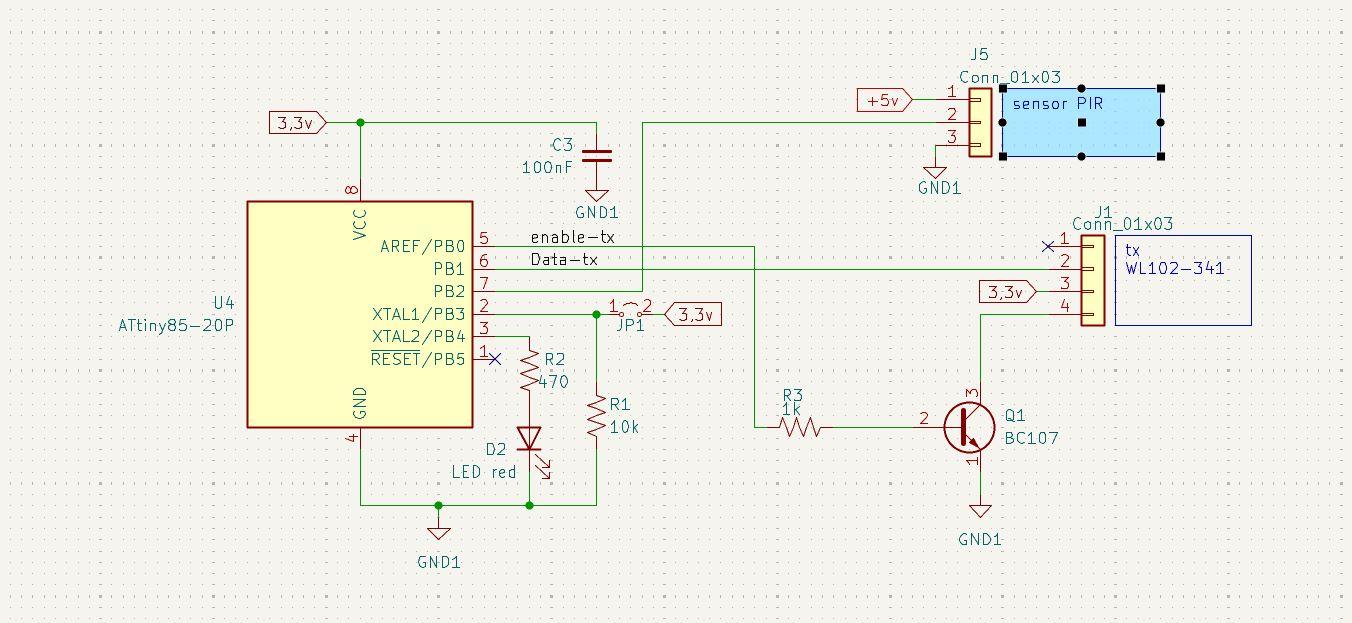 J5
Conn_01x03
+5v
1
2
3
sensor PIR
GND1
3,3v
C3
100nF
GND1
8
VCC
U4
ATtiny85-20P
AREF/PB0
5
enable-tx
PB1
6
Data-tx
PB2
7
XTAL1/PB3
2
XTAL2/PB4
3
RESET/PB5
1
GND
4
1
2
JP1
3,3v
R2
470
R1
10k
D2
LED red
GND1
J1
Conn_01x03
1
2
3
4
tx
WL102-341
3,3v
R3
1k
2
3
1
Q1
BC107
GND1